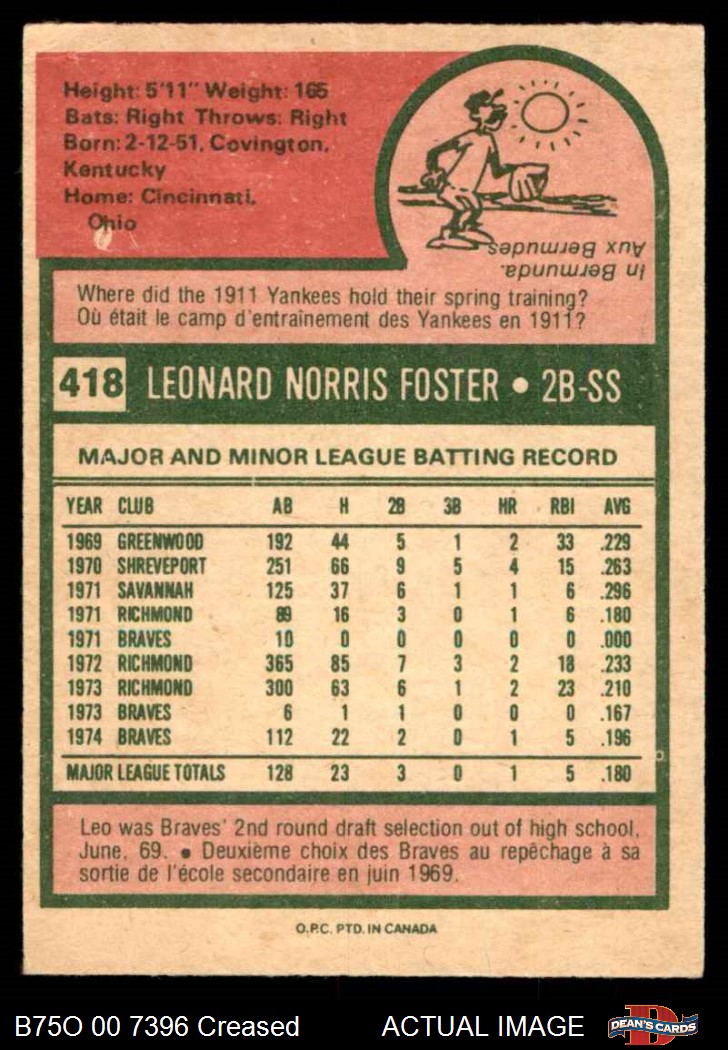 Height: 5'11" Weight: 165
Bats: Right Throws: Right
Born: 2-12-51, Covington,
Kentucky
Home: Cincinnati,
Ohio
In Bermunda.
Aux Bermudes
Where did the 1911 Yankees hold their spring training?
Où était le camp d'entraînement des Yankees en 1911?
418 LEONARD NORRIS FOSTER • 2B-SS
MAJOR AND MINOR LEAGUE BATTING RECORD
YEAR CLUB AB H 2B 3B HR RBI AVG
1969 GREENWOOD 192 44 5 1 2 33 .229
1970 SHREVEPORT 251 66 9 5 4 15 .263
1971 SAVANNAH 125 37 6 1 1 6 .296
1971 RICHMOND 89 16 3 0 1 6 .180
1971 BRAVES 10 0 0 0 0 0 .000
1972 RICHMOND 365 85 7 3 2 18 .233
1973 RICHMOND 300 63 6 1 2 23 .210
1973 BRAVES 6 1 1 0 0 0 .167
1974 BRAVES 112 22 2 0 1 5 .196
MAJOR LEAGUE TOTALS 128 23 3 0 1 5 .180
Leo was Braves' 2nd round draft selection out of high school,
June, 69. • Deuxième choix des Braves au repêchage à sa
sortie de l'école secondaire en juin 1969.
O.P.C. PTD. IN CANADA
B75O 00 7396 Creased ACTUAL IMAGE DEAN'S CARDS